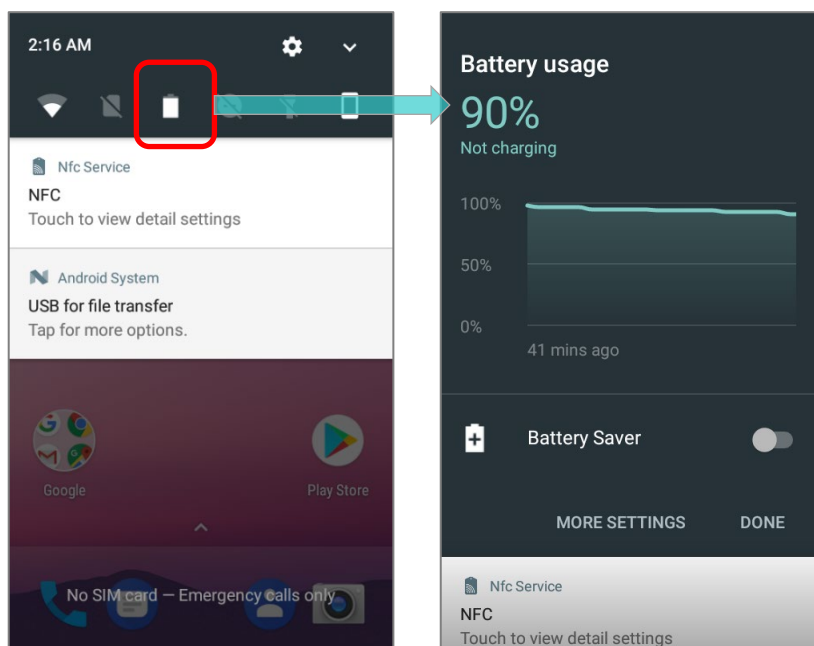 2:16 AM
Nfc Service
NFC
Touch to view detail settings
Android System
USB for file transfer
Tap for more options.
Google
Play Store
No SIM card — Emergency calls only
Battery usage
90%
Not charging
100%
50%
0%
41 mins ago
Battery Saver
MORE SETTINGS DONE
Nfc Service
NFC
Touch to view detail settings